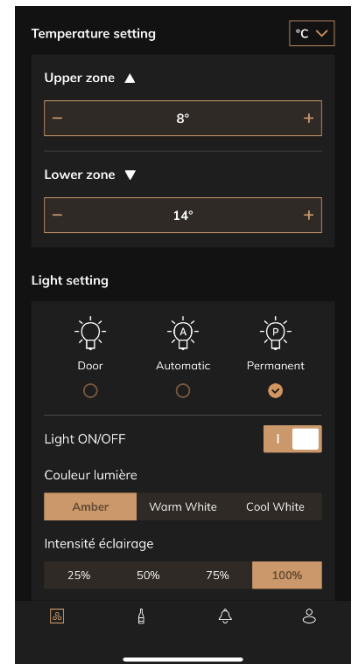 Temperature setting °C
Upper zone ▲
− 8° +
Lower zone ▼
− 14° +
Light setting
A P
Door Automatic Permanent
Light ON/OFF I
Couleur lumière
Amber Warm White Cool White
Intensité éclairage
25% 50% 75% 100%